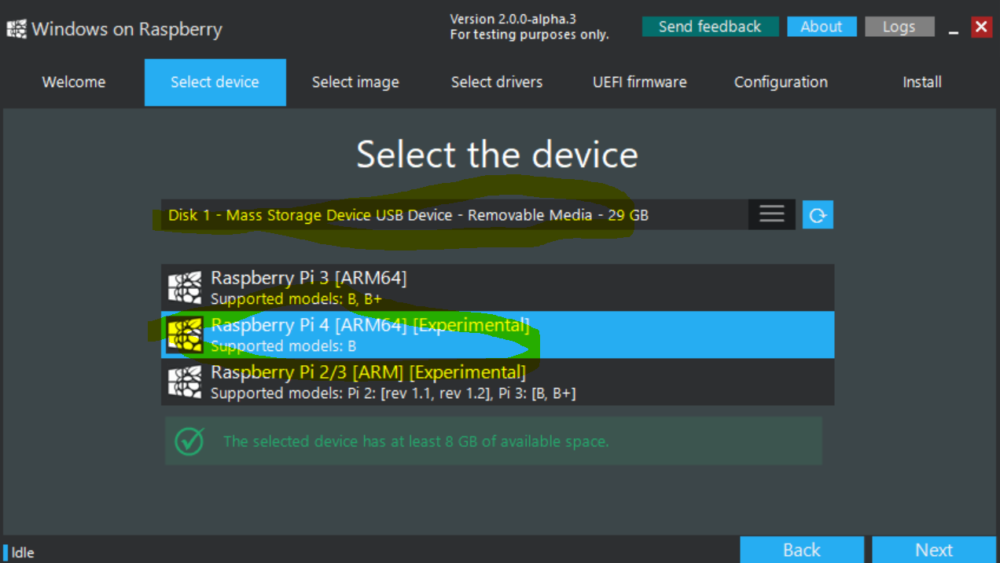 Windows on Raspberry
Version 2.0.0-alpha.3
For testing purposes only.
Send feedback
About
Logs
Welcome
Select device
Select image
Select drivers
UEFI firmware
Configuration
Install
Select the device
Disk 1 - Mass Storage Device USB Device - Removable Media - 29 GB
Raspberry Pi 3 [ARM64]
Supported models: B, B+
Raspberry Pi 4 [ARM64] [Experimental]
Supported models: B
Raspberry Pi 2/3 [ARM] [Experimental]
Supported models: Pi 2: [rev 1.1, rev 1.2], Pi 3: [B, B+]
The selected device has at least 8 GB of available space.
Idle
Back
Next